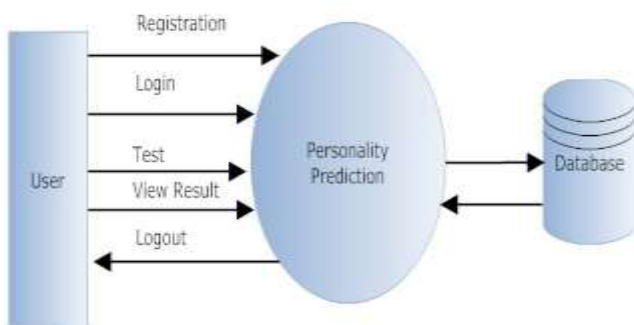 Registration
Login
Test
View Result
Logout
User
Personality
Prediction
Database